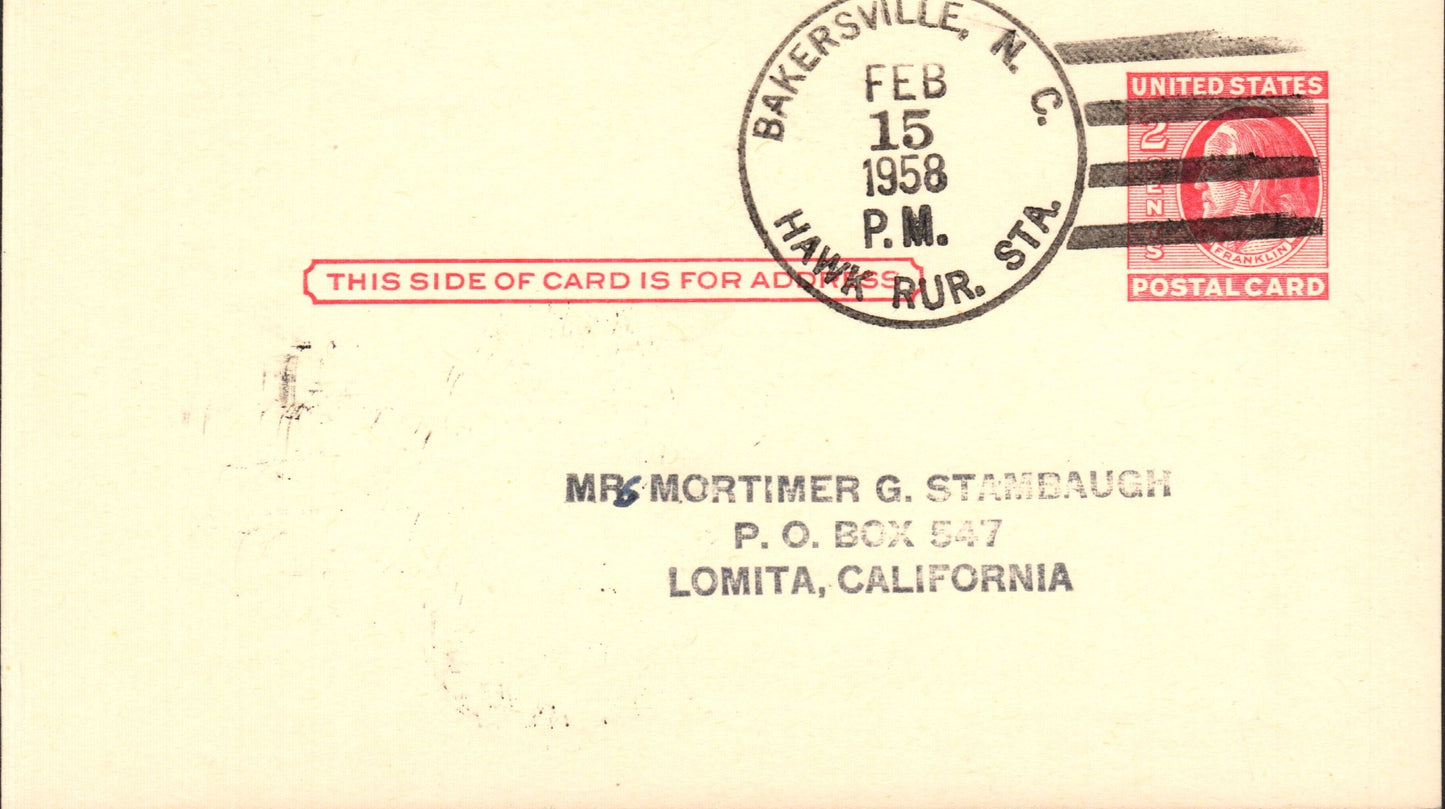 BAKERSVILLE, N. C.
FEB
15
1958
P.M.
HAWK RUR. STA.
UNITED STATES
2 CENTS
FRANKLIN
POSTAL CARD
THIS SIDE OF CARD IS FOR ADDRESS
MRS MORTIMER G. STAMBAUGH
P. O. BOX 547
LOMITA, CALIFORNIA